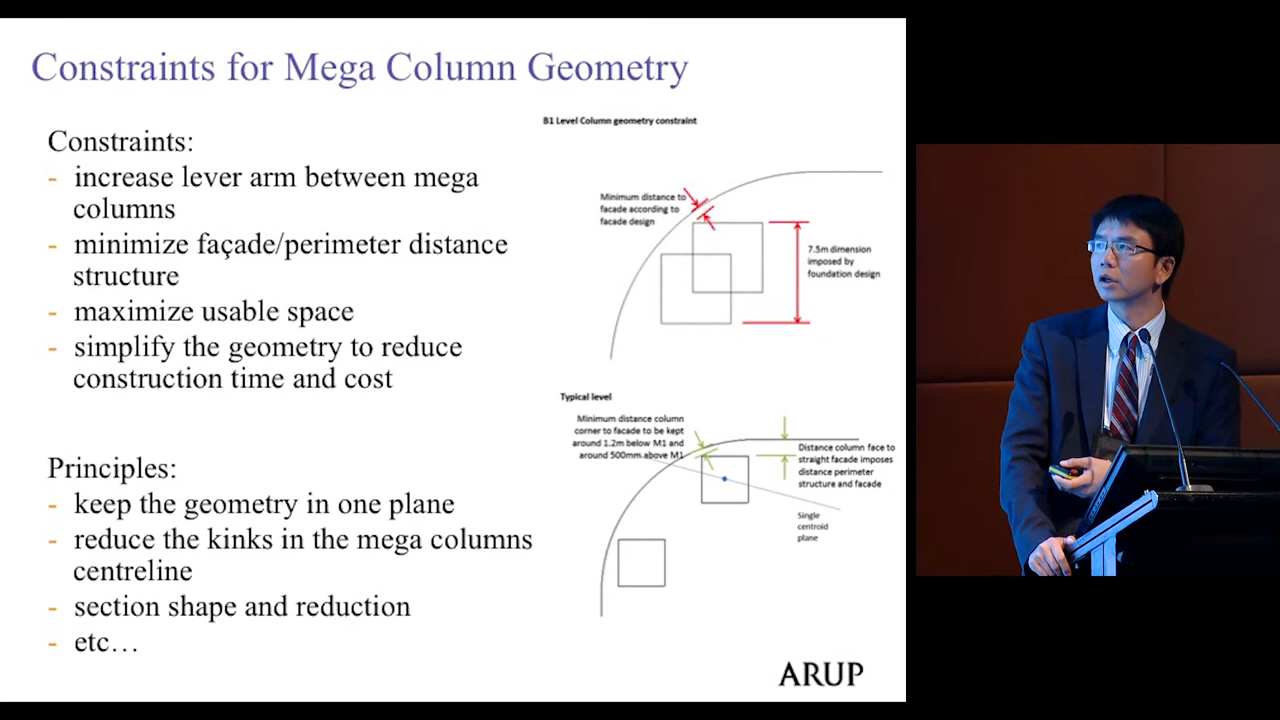 Constraints for Mega Column Geometry
Constraints:
- increase lever arm between mega
columns
- minimize façade/perimeter distance
structure
- maximize usable space
- simplify the geometry to reduce
construction time and cost
Principles:
- keep the geometry in one plane
- reduce the kinks in the mega columns
centreline
- section shape and reduction
- etc…
B1 Level Column geometry constraint
Minimum distance to
facade according to
facade design
7.5m dimension
imposed by
foundation design
Typical level
Minimum distance column
corner to facade to be kept
around 1.2m below M1 and
around 500mm above M1
Distance column face to
straight facade imposes
distance perimeter
structure and facade
Single
centroid
plane
ARUP